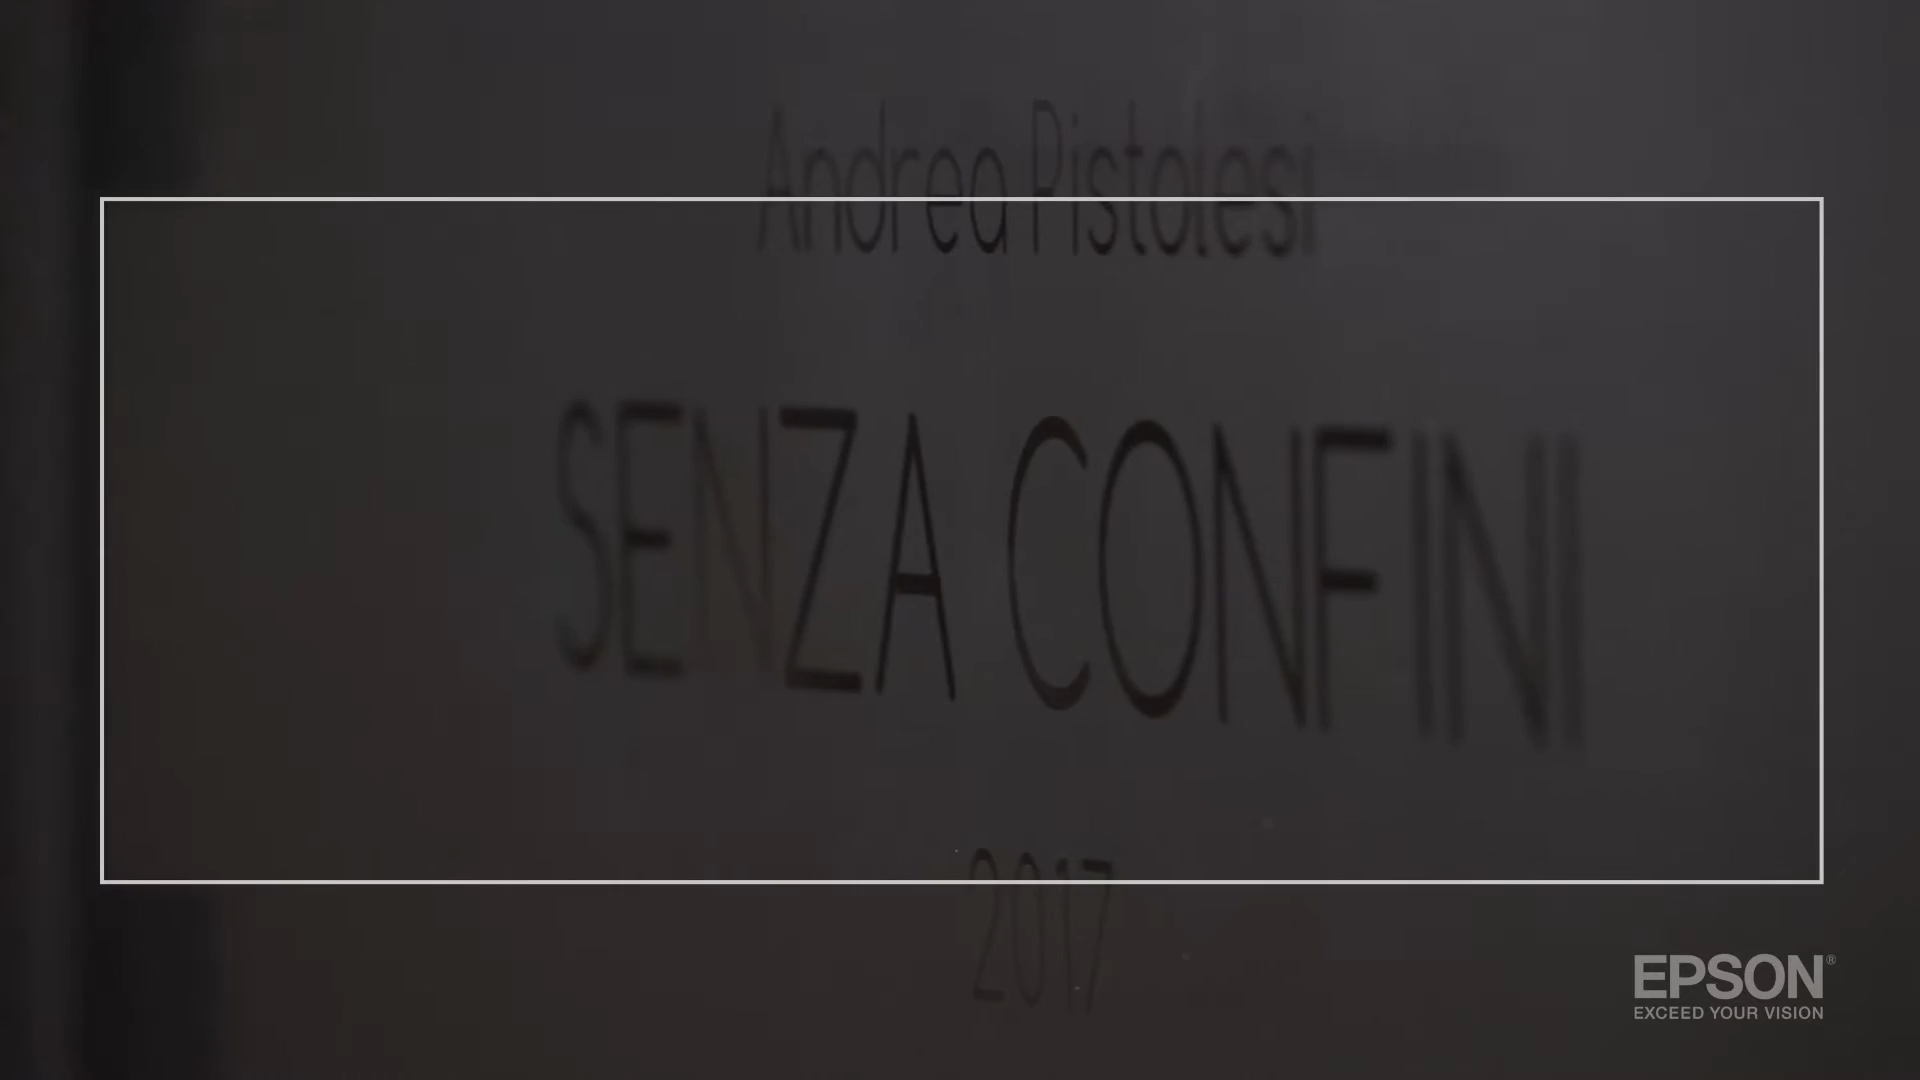 Andrea Pistolesi
SENZA CONFINI
2017
EPSON®
EXCEED YOUR VISION